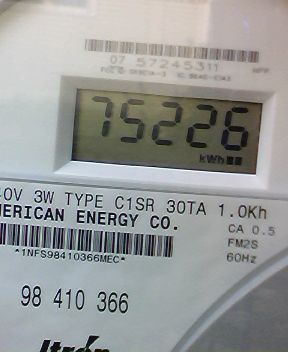 07 57245311
75226
kWh
0V 3W TYPE C1SR 30TA 1.0Kh
MERICAN ENERGY CO.
CA 0.5
FM2S
60Hz
*1NFS98410366MEC*
98 410 366
Itron